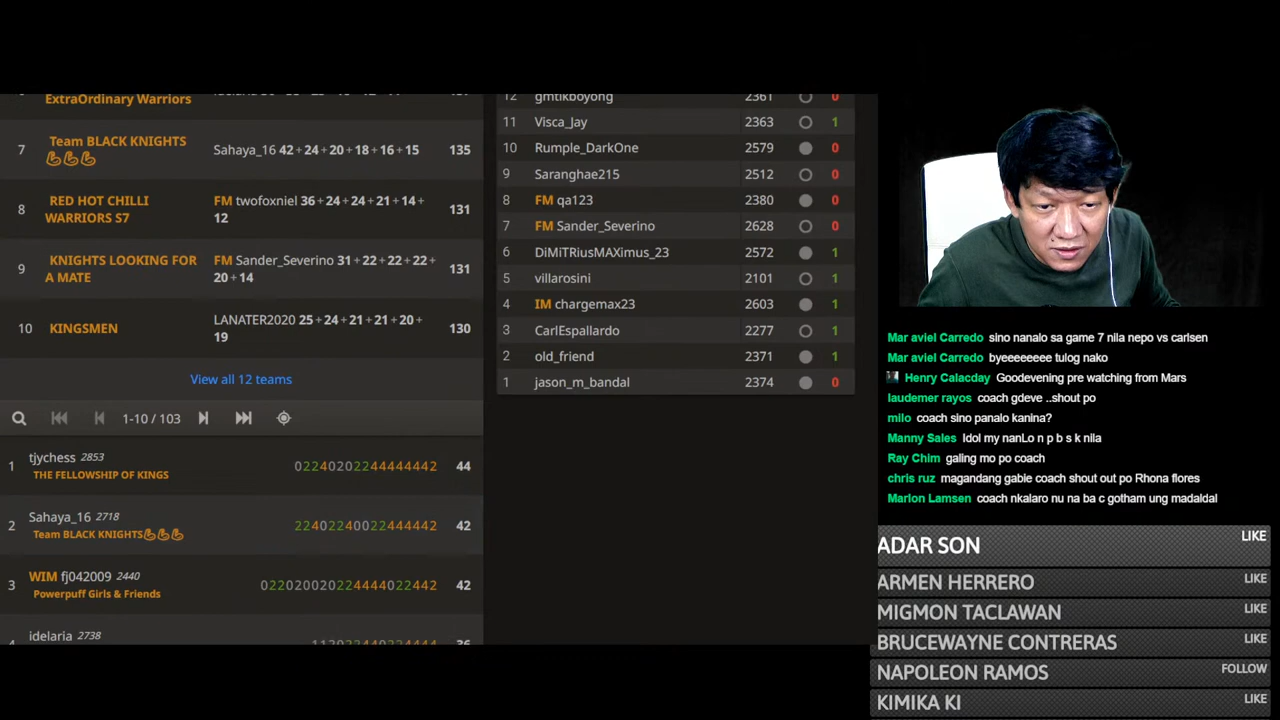 ExtraOrdinary Warriors
7 Team BLACK KNIGHTS 💪💪💪 Sahaya_16 42+24+20+18+16+15 135
8 RED HOT CHILLI WARRIORS S7 FM twofoxniel 36+24+24+21+14+12 131
9 KNIGHTS LOOKING FOR A MATE FM Sander_Severino 31+22+22+22+20+14 131
10 KINGSMEN LANATER2020 25+24+21+21+20+19 130
View all 12 teams
1-10 / 103
1 tjychess 2853 02240202244444442 44
THE FELLOWSHIP OF KINGS
2 Sahaya_16 2718 22402240022444442 42
Team BLACK KNIGHTS💪💪💪
3 WIM fj042009 2440 022020020224444022442 42
Powerpuff Girls & Friends
idelaria 2738
12 gmtikboyong 2361 0
11 Visca_Jay 2363 1
10 Rumple_DarkOne 2579 0
9 Saranghae215 2512 0
8 FM qa123 2380 0
7 FM Sander_Severino 2628 0
6 DiMiTRiusMAXimus_23 2572 1
5 villarosini 2101 1
4 IM chargemax23 2603 1
3 CarlEspallardo 2277 1
2 old_friend 2371 1
1 jason_m_bandal 2374 0
Mar aviel Carredo sino nanalo sa game 7 nila nepo vs carlsen
Mar aviel Carredo byeeeeeeee tulog nako
Henry Calacday Goodevening pre watching from Mars
laudemer rayos coach gdeve ..shout po
milo coach sino panalo kanina?
Manny Sales Idol my nanLo n p b s k nila
Ray Chim galing mo po coach
chris ruz magandang gabie coach shout out po Rhona flores
Marlon Lamsen coach nkalaro nu na ba c gotham ung madaldal
ADAR SON LIKE
ARMEN HERRERO LIKE
MIGMON TACLAWAN LIKE
BRUCEWAYNE CONTRERAS LIKE
NAPOLEON RAMOS FOLLOW
KIMIKA KI LIKE